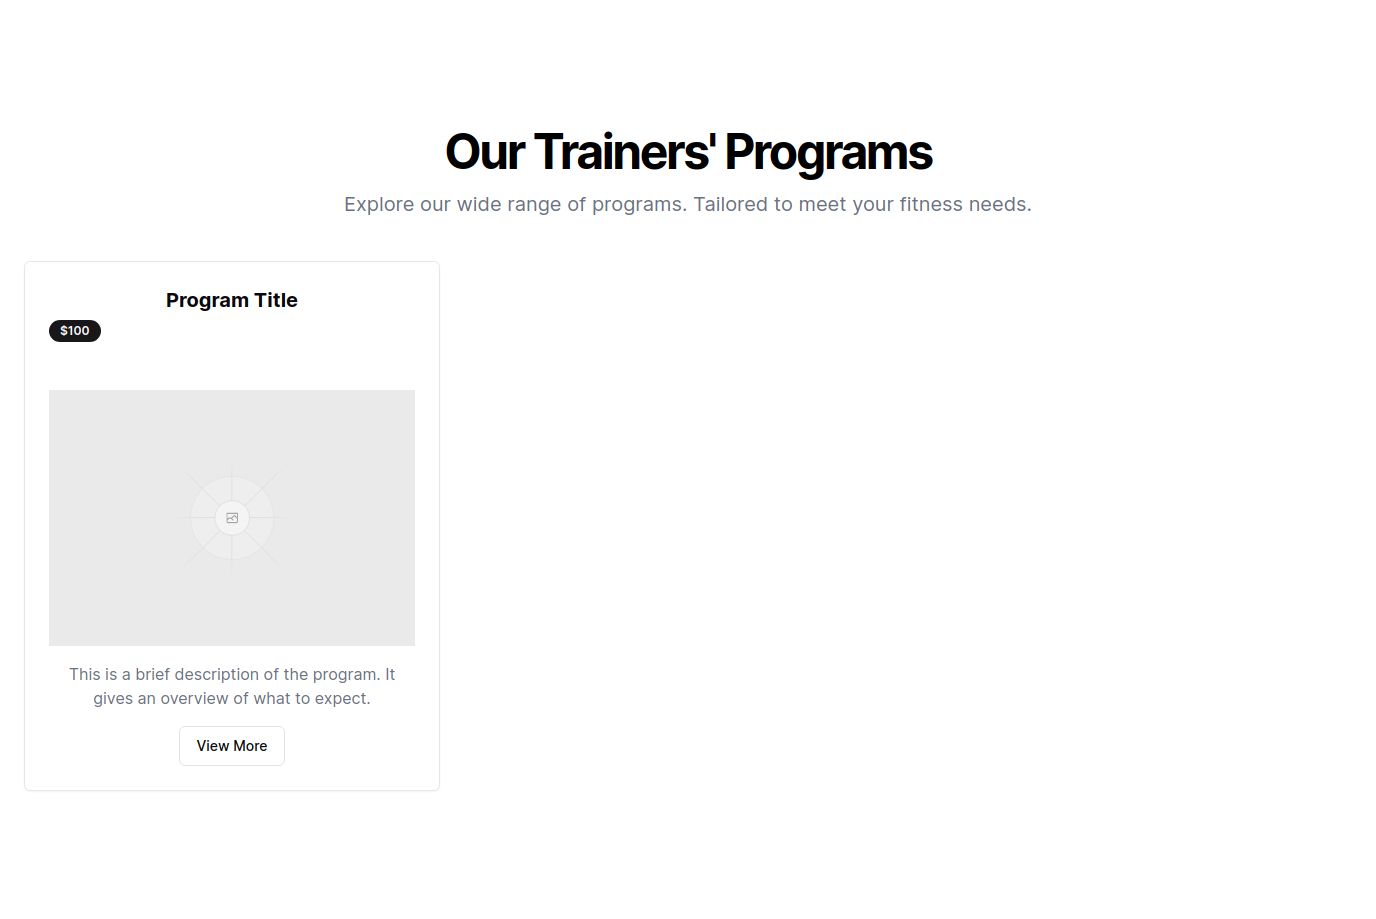 Our Trainers' Programs
Explore our wide range of programs. Tailored to meet your fitness needs.
Program Title
$100
This is a brief description of the program. It
gives an overview of what to expect.
View More